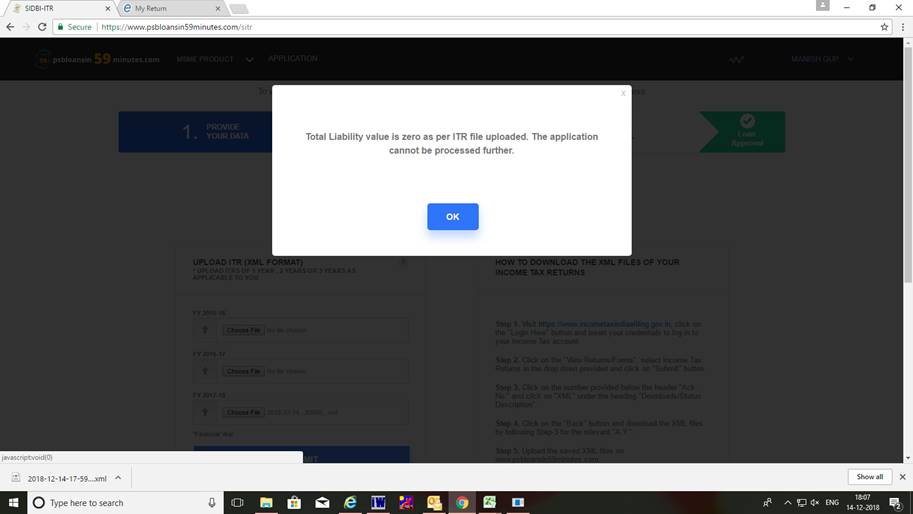 SIDBI-ITR
My Return
Secure
https://www.psbloansin59minutes.com/sitr
psbloansin 59 minutes.com
MSME PRODUCT
APPLICATION
MANISH GUP
To
1. PROVIDE
YOUR DATA
Loan
Approval
x
Total Liability value is zero as per ITR file uploaded. The application
cannot be processed further.
OK
UPLOAD ITR (XML FORMAT)
* UPLOAD ITRS OF 1 YEAR , 2 YEARS OR 3 YEARS AS
APPLICABLE TO YOU
FY 2015-16
Choose File No file chosen
FY 2016-17
Choose File No file chosen
FY 2017-18
Choose File
*Financial Year
HOW TO DOWNLOAD THE XML FILES OF YOUR
INCOME TAX RETURNS
Step 1. Visit https://www.incometaxindiaefiling.gov.in, click on
the "Login Here" button and insert your credentials to log in to
your Income Tax account.
Step 2. Click on the "View Returns/Forms", select Income Tax
Returns in the drop down provided and click on "Submit" button.
Step 3. Click on the number provided below the header "Ack.
No." and click on "XML" under the heading "Downloads/Status
Description".
Step 4. Click on the "Back" button and download the XML files
by following Step-3 for the relevant "A.Y."
Step 5. Upload the saved XML files on
www.psbloansin59minutes.com
javascript:void(0)
2018-12-14-17-59....xml
Show all
Type here to search
ENG
18:07
14-12-2018
2